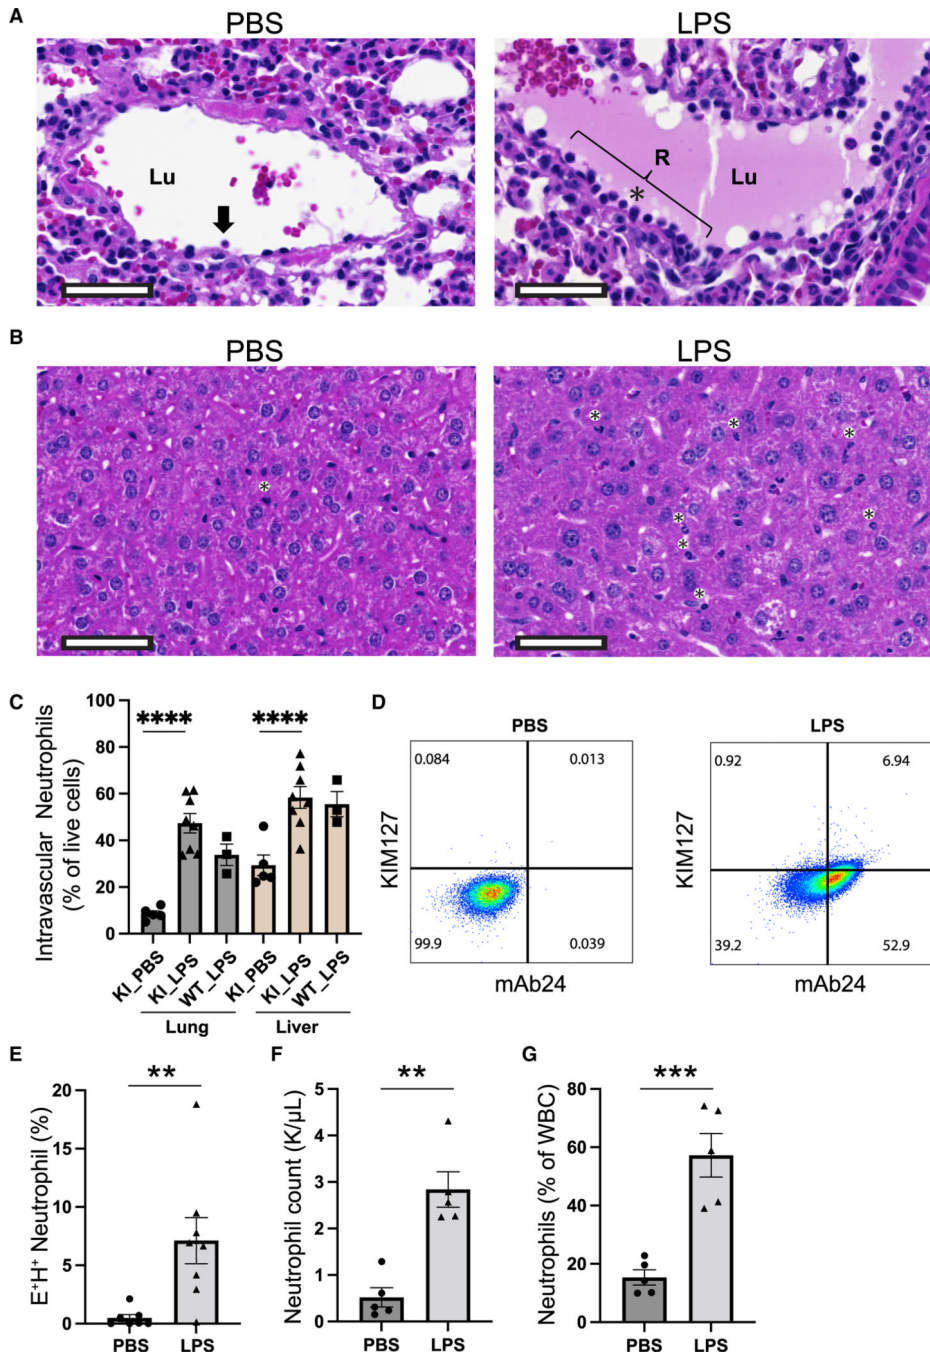 A
PBS
LPS
Lu
R
*
Lu
B
PBS
LPS
*
* * *
* *
*
*
C
100
80
60
40
20
0
Intravascular Neutrophils
(% of live cells)
**** ****
KI_PBS
KI_LPS
WT_LPS
KI_PBS
KI_LPS
WT_LPS
Lung
Liver
D
PBS
0.084
0.013
99.9
0.039
KIM127
mAb24
LPS
0.92
6.94
39.2
52.9
KIM127
mAb24
E
**
20
15
10
5
0
E⁺H⁺ Neutrophil (%)
PBS
LPS
F
**
5
4
3
2
1
0
Neutrophil count (K/µL)
PBS
LPS
G
***
80
60
40
20
0
Neutrophils (% of WBC)
PBS
LPS